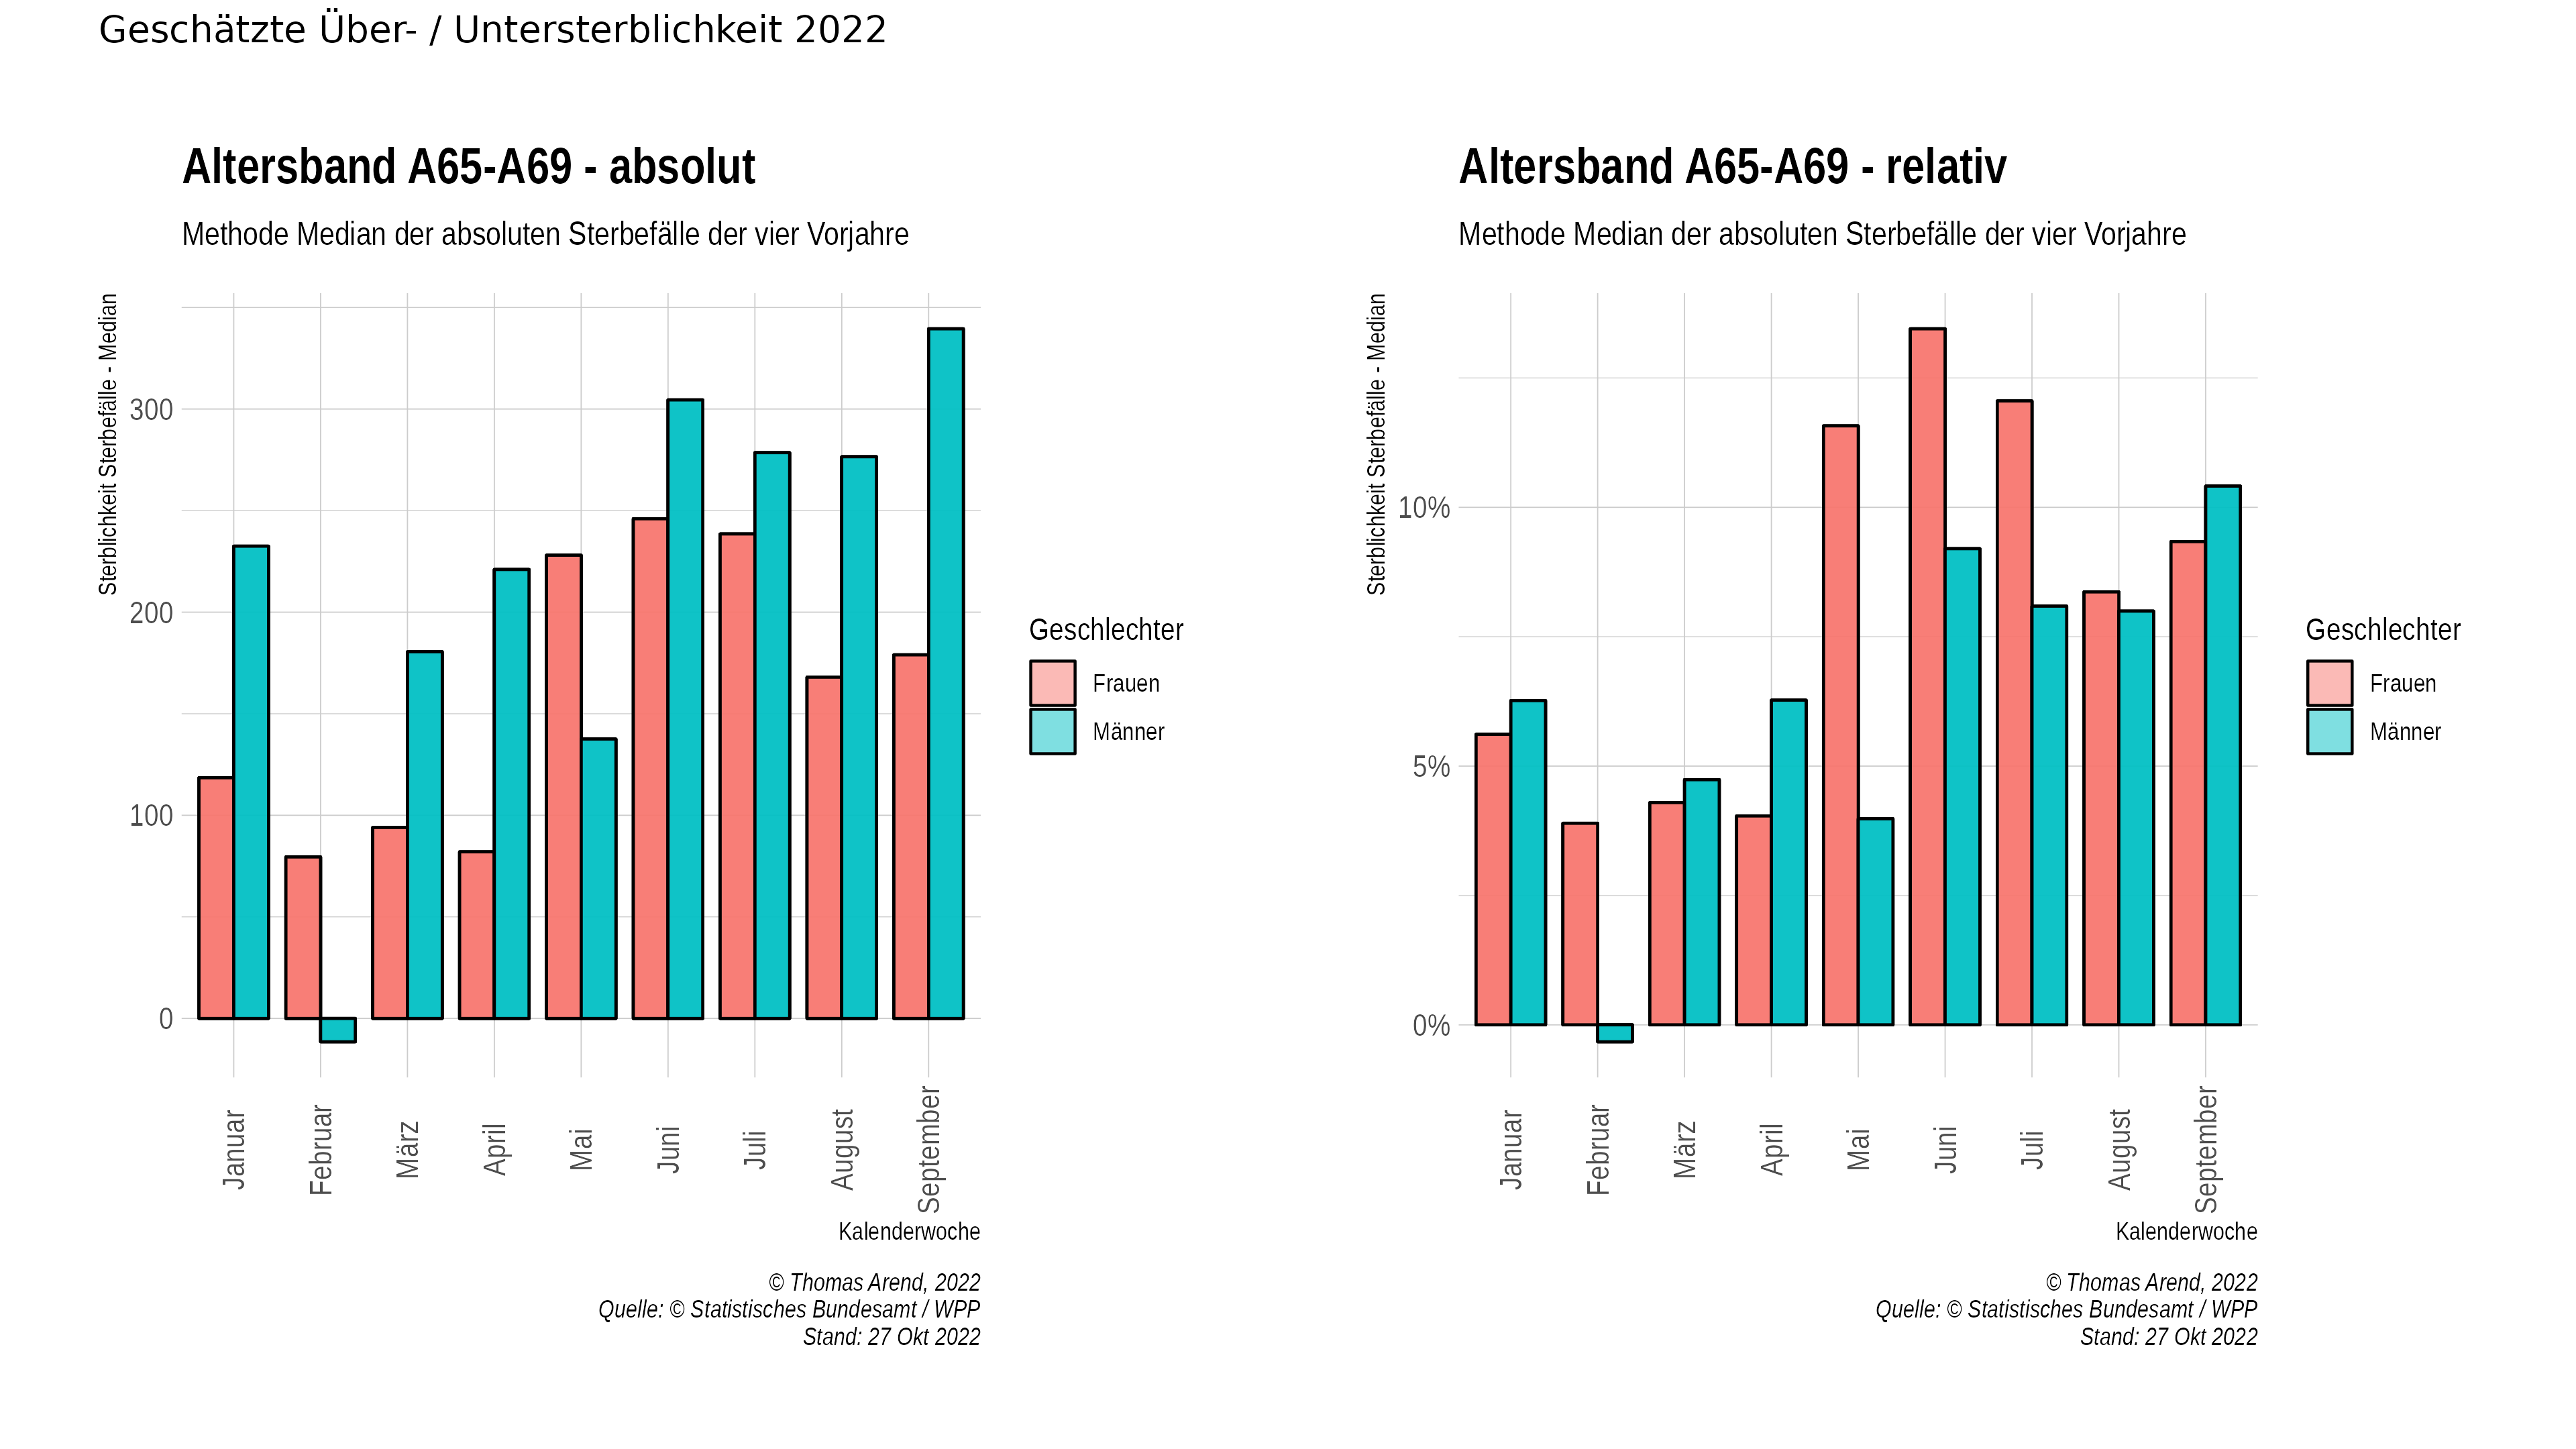 Geschätzte Über- / Untersterblichkeit 2022
Altersband A65-A69 - absolut
Methode Median der absoluten Sterbefälle der vier Vorjahre
Sterblichkeit Sterbefälle - Median
300
200
100
0
Januar
Februar
März
April
Mai
Juni
Juli
August
September
Kalenderwoche
Geschlechter
Frauen
Männer
© Thomas Arend, 2022
Quelle: © Statistisches Bundesamt / WPP
Stand: 27 Okt 2022
Altersband A65-A69 - relativ
Methode Median der absoluten Sterbefälle der vier Vorjahre
Sterblichkeit Sterbefälle - Median
10%
5%
0%
Januar
Februar
März
April
Mai
Juni
Juli
August
September
Kalenderwoche
Geschlechter
Frauen
Männer
© Thomas Arend, 2022
Quelle: © Statistisches Bundesamt / WPP
Stand: 27 Okt 2022